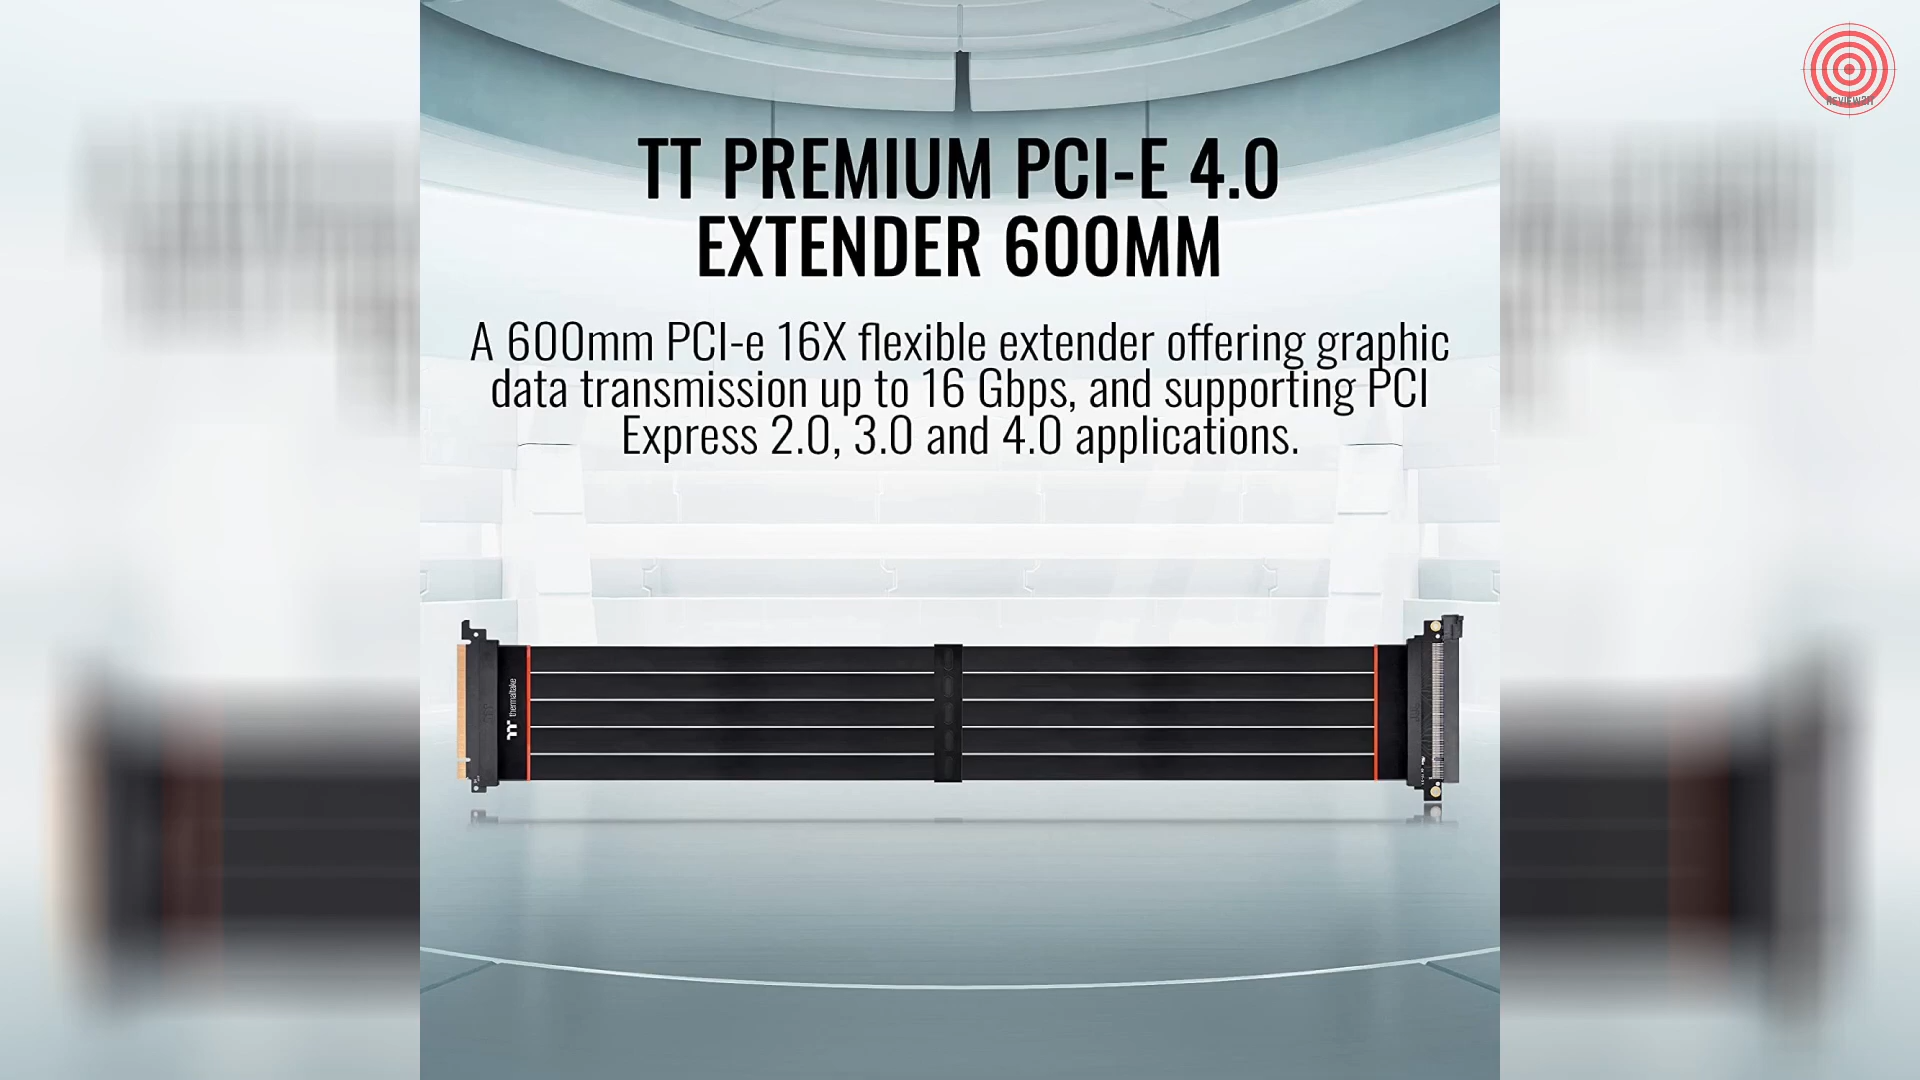 TT PREMIUM PCI-E 4.0
EXTENDER 600MM
A 600mm PCI-e 16X flexible extender offering graphic
data transmission up to 16 Gbps, and supporting PCI
Express 2.0, 3.0 and 4.0 applications.
thermaltake